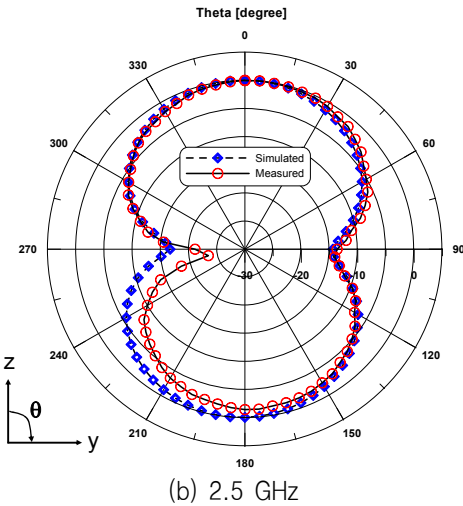 Theta [degree]
0
330 30
300 60
Simulated
Measured
270 -30 -20 -10 0 90
240 120
z
θ
y
210 150
180
(b) 2.5 GHz